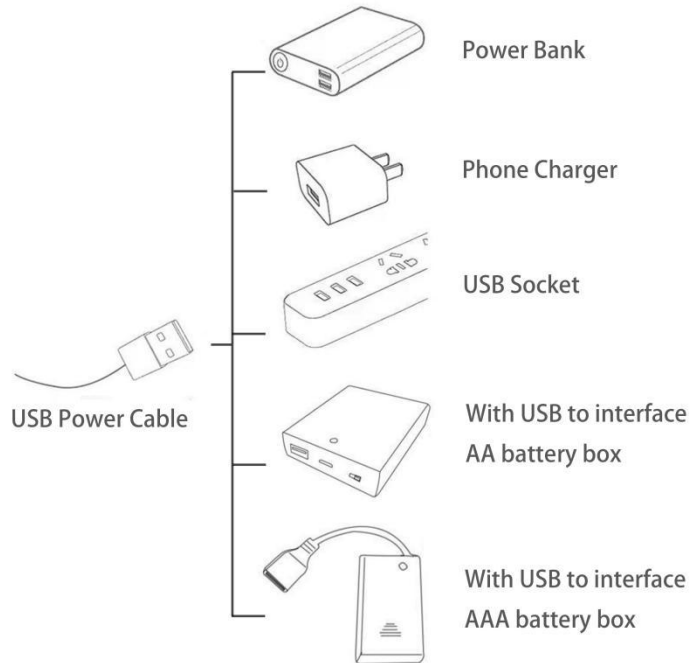 Power Bank
Phone Charger
USB Socket
USB Power Cable
With USB to interface
AA battery box
With USB to interface
AAA battery box